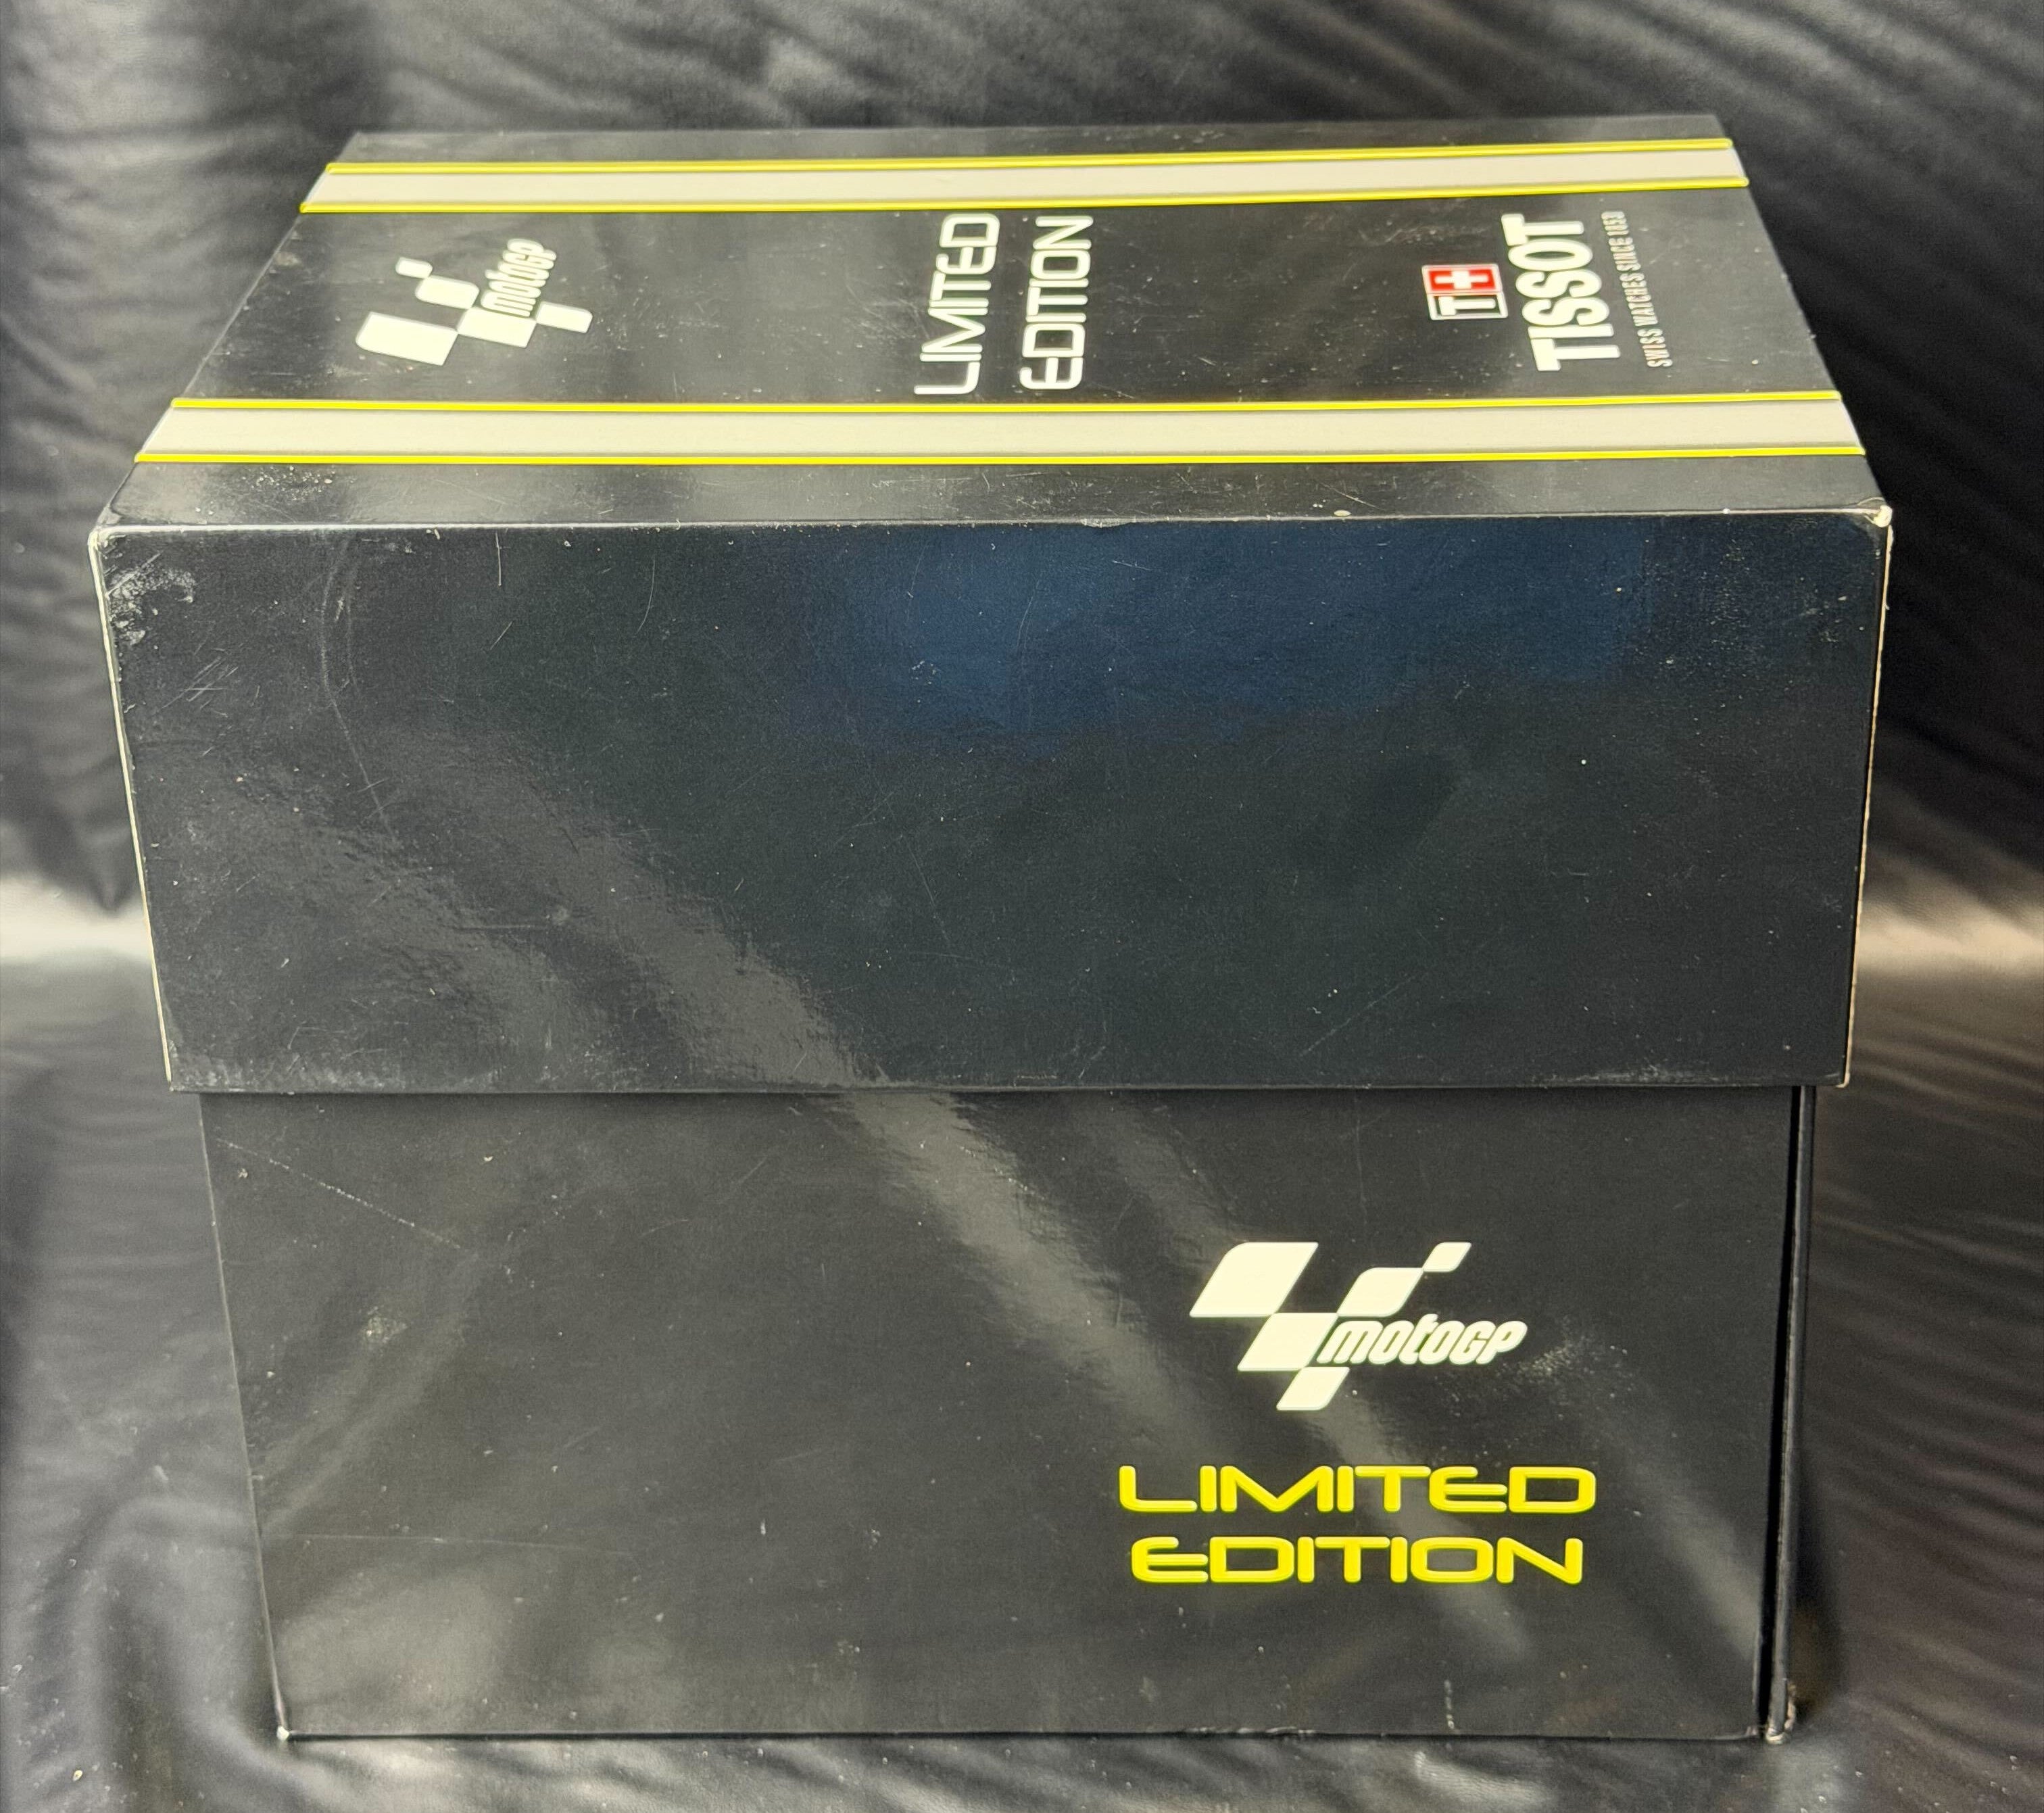 motogp
LIMITED
EDITION
T+
TISSOT
SWISS WATCHES SINCE 1853
motogp
LIMITED
EDITION